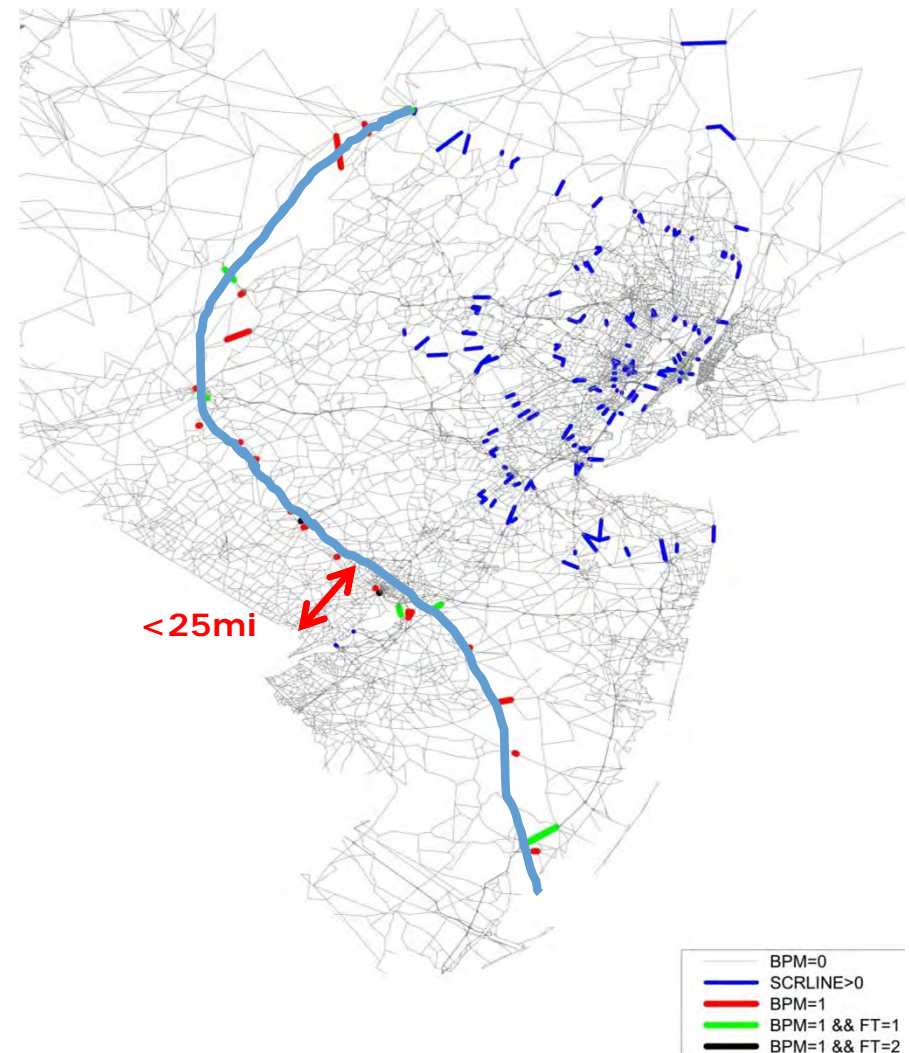 <25mi
BPM=0
SCRLINE>0
BPM=1
BPM=1 && FT=1
BPM=1 && FT=2